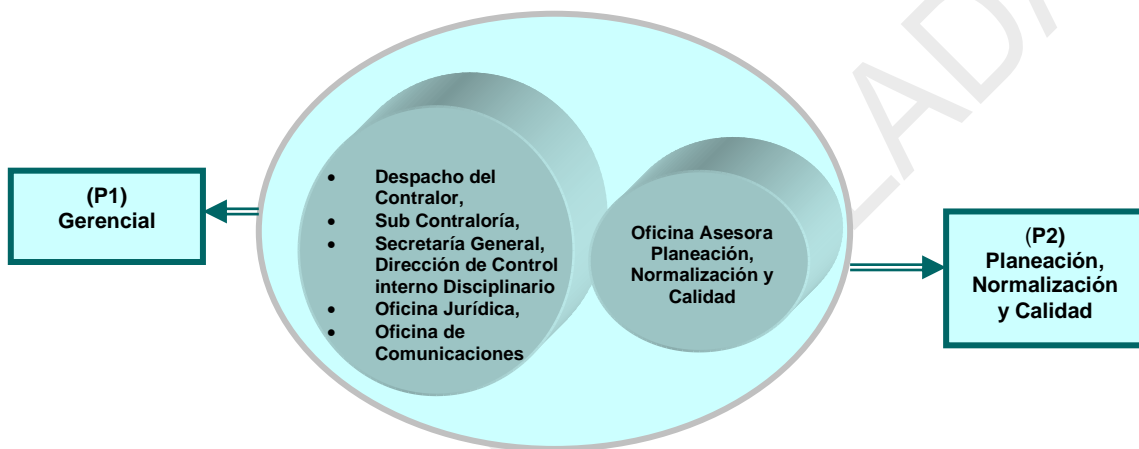 (P1)
Gerencial
• Despacho del
Contralor,
• Sub Contraloría,
• Secretaría General,
Dirección de Control
interno Disciplinario
• Oficina Jurídica,
• Oficina de
Comunicaciones
Oficina Asesora
Planeación,
Normalización y
Calidad
(P2)
Planeación,
Normalización
y Calidad